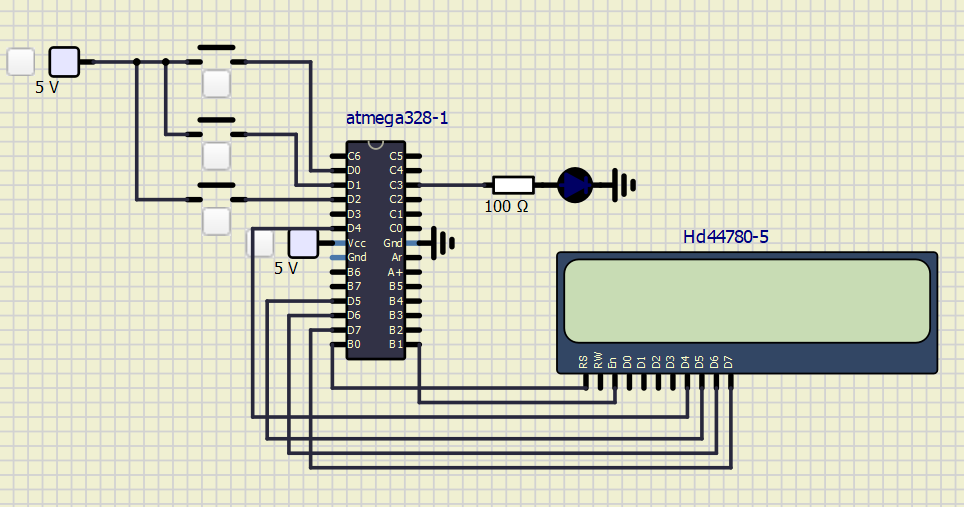 5 V
atmega328-1
C6 C5
D0 C4
D1 C3
D2 C2
D3 C1
D4 C0
Vcc Gnd
Gnd Ar
B6 A+
B7 B5
D5 B4
D6 B3
D7 B2
B0 B1
5 V
100 Ω
Hd44780-5
RS RW En D0 D1 D2 D3 D4 D5 D6 D7